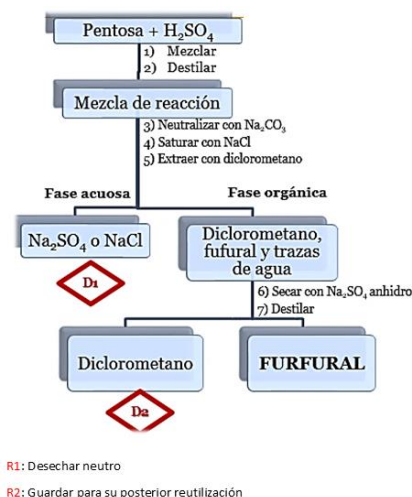 Pentosa + H₂SO₄
1) Mezclar
2) Destilar
Mezcla de reacción
3) Neutralizar con Na₂CO₃
4) Saturar con NaCl
5) Extraer con diclorometano
Fase acuosa
Fase orgánica
Na₂SO₄ o NaCl
D1
Diclorometano,
fufural y trazas
de agua
6) Secar con Na₂SO₄ anhidro
7) Destilar
Diclorometano
D2
FURFURAL
R1: Desechar neutro
R2: Guardar para su posterior reutilización